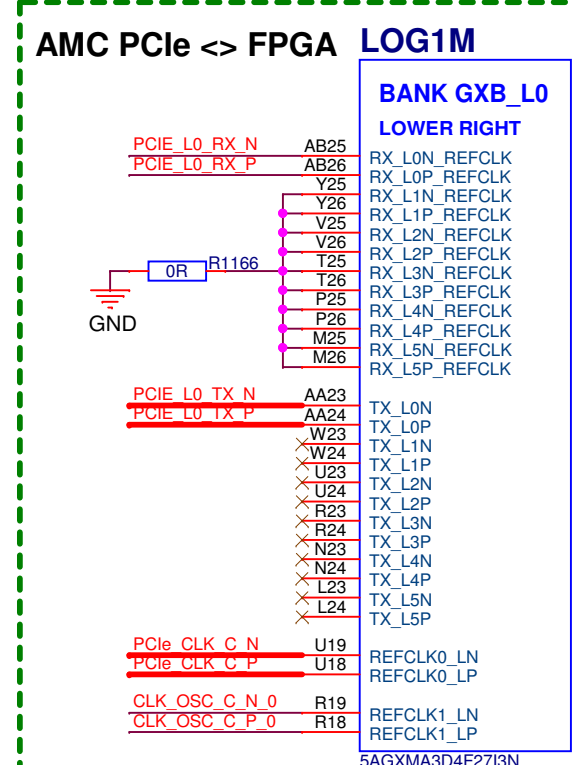 AMC PCIe <> FPGA LOG1M
BANK GXB_L0
LOWER RIGHT
PCIE_L0_RX_N AB25 RX_L0N_REFCLK
PCIE_L0_RX_P AB26 RX_L0P_REFCLK
Y25 RX_L1N_REFCLK
Y26 RX_L1P_REFCLK
V25 RX_L2N_REFCLK
V26 RX_L2P_REFCLK
0R R1166 T25 RX_L3N_REFCLK
T26 RX_L3P_REFCLK
P25 RX_L4N_REFCLK
GND P26 RX_L4P_REFCLK
M25 RX_L5N_REFCLK
M26 RX_L5P_REFCLK
PCIE_L0_TX_N AA23 TX_L0N
PCIE_L0_TX_P AA24 TX_L0P
W23 TX_L1N
W24 TX_L1P
U23 TX_L2N
U24 TX_L2P
R23 TX_L3N
R24 TX_L3P
N23 TX_L4N
N24 TX_L4P
L23 TX_L5N
L24 TX_L5P
PCIe_CLK_C_N U19 REFCLK0_LN
PCIe_CLK_C_P U18 REFCLK0_LP
CLK_OSC_C_N_0 R19 REFCLK1_LN
CLK_OSC_C_P_0 R18 REFCLK1_LP
5AGXMA3D4F27I3N